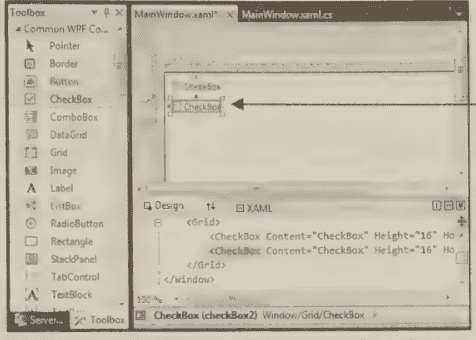 Toolbox
Common WPF Co...
Pointer
Border
Button
CheckBox
ComboBox
DataGrid
Grid
Image
Label
ListBox
RadioButton
Rectangle
StackPanel
TabControl
TextBlock
Server...
Toolbox
MainWindow.xaml*
MainWindow.xaml.cs
CheckBox
CheckBox
Design
XAML
<Grid>
<CheckBox Content="CheckBox" Height="16" Ho
<CheckBox Content="CheckBox" Height="16" Ho
</Grid>
</Window>
100 %
CheckBox (checkBox2) Window/Grid/CheckBox